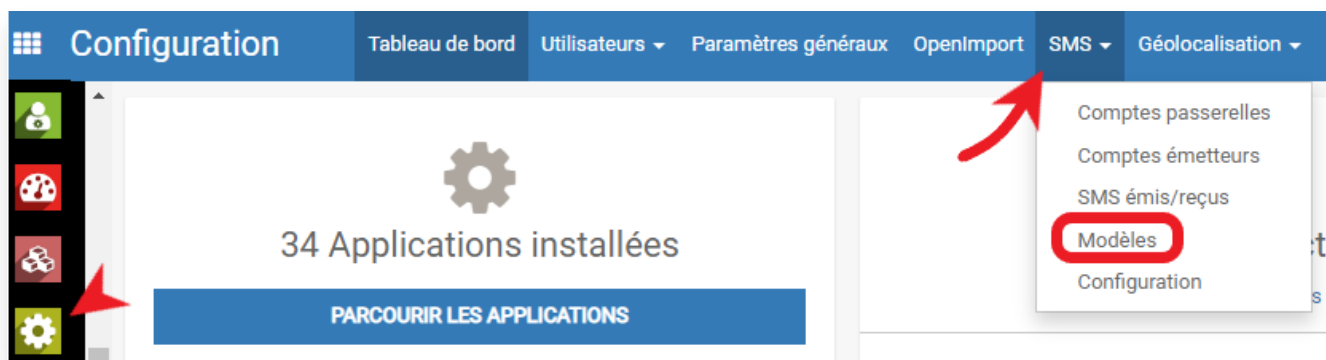 Configuration Tableau de bord Utilisateurs Paramètres généraux OpenImport SMS Géolocalisation
Comptes passerelles
Comptes émetteurs
SMS émis/reçus
Modèles
Configuration
34 Applications installées
PARCOURIR LES APPLICATIONS